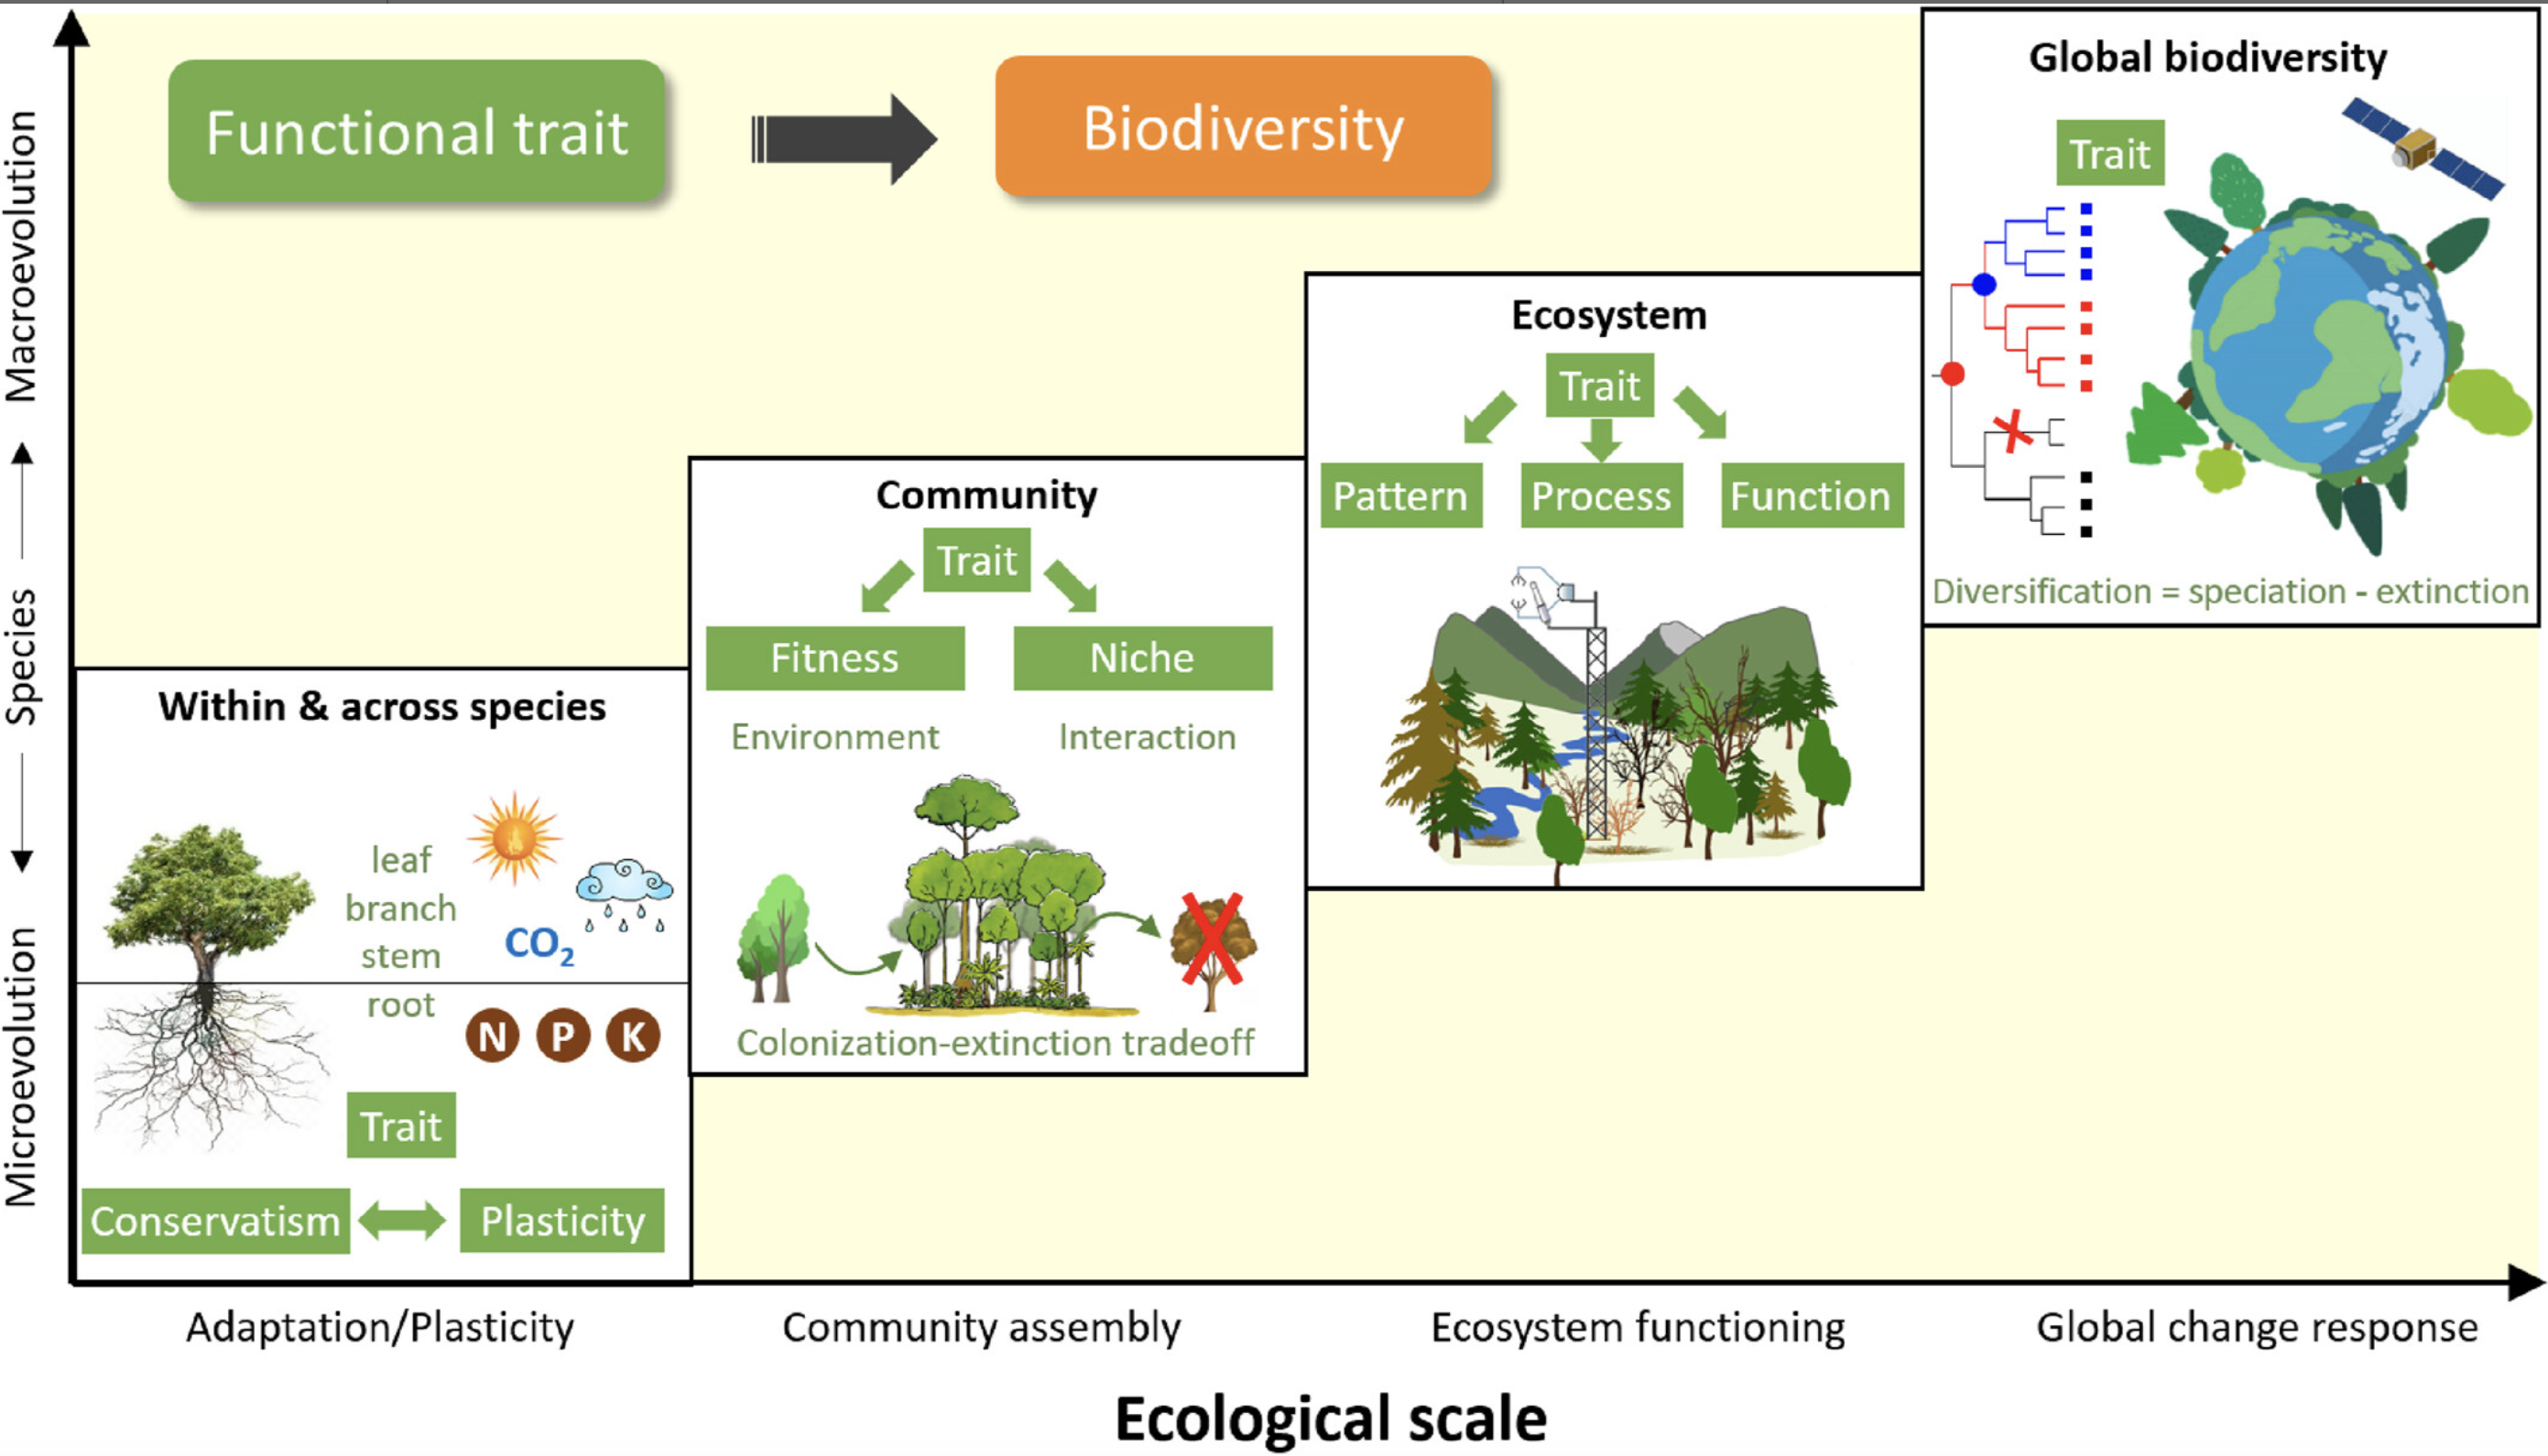 Functional trait
Biodiversity
Global biodiversity
Trait
Diversification = speciation - extinction
Ecosystem
Trait
Pattern
Process
Function
Community
Trait
Fitness
Niche
Environment
Interaction
Colonization-extinction tradeoff
Within & across species
leaf
branch
stem
root
CO₂
N P K
Trait
Conservatism
Plasticity
Macroevolution
Species
Microevolution
Adaptation/Plasticity
Community assembly
Ecosystem functioning
Global change response
Ecological scale